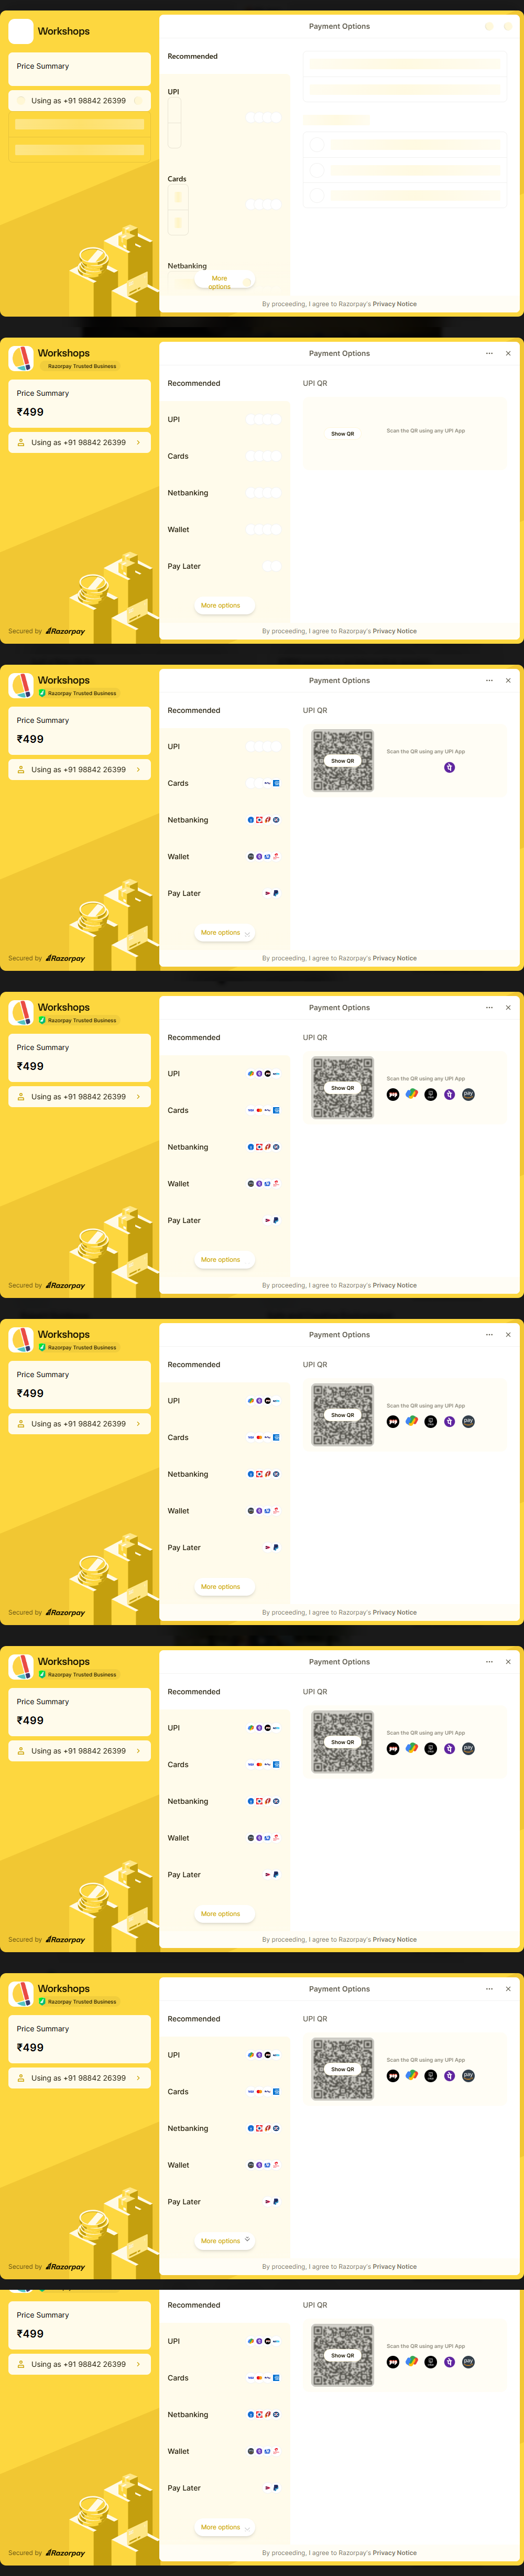 Workshops
Payment Options
Price Summary
Recommended
Using as +91 98842 26399
UPI
Cards
Netbanking
More options
By proceeding, I agree to Razorpay's Privacy Notice
Workshops
Razorpay Trusted Business
Payment Options
Price Summary
₹499
Using as +91 98842 26399
Recommended
UPI QR
UPI
Show QR
Scan the QR using any UPI App
Cards
Netbanking
Wallet
Pay Later
More options
Secured by Razorpay
By proceeding, I agree to Razorpay's Privacy Notice
Workshops
Razorpay Trusted Business
Payment Options
Price Summary
₹499
Using as +91 98842 26399
Recommended
UPI QR
UPI
Show QR
Scan the QR using any UPI App
Cards
Netbanking
Wallet
Pay Later
More options
Secured by Razorpay
By proceeding, I agree to Razorpay's Privacy Notice
Workshops
Razorpay Trusted Business
Payment Options
Price Summary
₹499
Using as +91 98842 26399
Recommended
UPI QR
UPI
Show QR
Scan the QR using any UPI App
Cards
Netbanking
Wallet
Pay Later
More options
Secured by Razorpay
By proceeding, I agree to Razorpay's Privacy Notice
Workshops
Razorpay Trusted Business
Payment Options
Price Summary
₹499
Using as +91 98842 26399
Recommended
UPI QR
UPI
Show QR
Scan the QR using any UPI App
Cards
Netbanking
Wallet
Pay Later
More options
Secured by Razorpay
By proceeding, I agree to Razorpay's Privacy Notice
Workshops
Razorpay Trusted Business
Payment Options
Price Summary
₹499
Using as +91 98842 26399
Recommended
UPI QR
UPI
Show QR
Scan the QR using any UPI App
Cards
Netbanking
Wallet
Pay Later
More options
Secured by Razorpay
By proceeding, I agree to Razorpay's Privacy Notice
Workshops
Razorpay Trusted Business
Payment Options
Price Summary
₹499
Using as +91 98842 26399
Recommended
UPI QR
UPI
Show QR
Scan the QR using any UPI App
Cards
Netbanking
Wallet
Pay Later
More options
Secured by Razorpay
By proceeding, I agree to Razorpay's Privacy Notice
Price Summary
₹499
Using as +91 98842 26399
Recommended
UPI QR
UPI
Show QR
Scan the QR using any UPI App
Cards
Netbanking
Wallet
Pay Later
More options
Secured by Razorpay
By proceeding, I agree to Razorpay's Privacy Notice